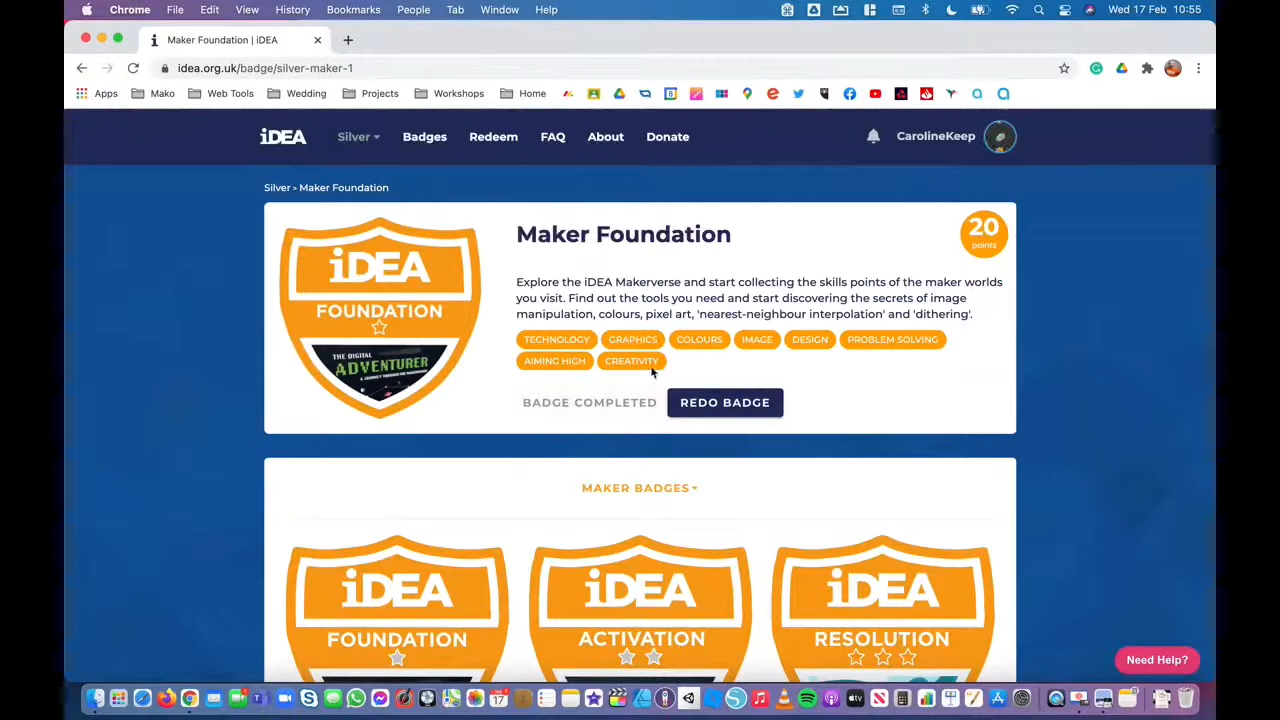 Chrome File Edit View History Bookmarks People Tab Window Help Wed 17 Feb 10:55
Maker Foundation | iDEA
idea.org.uk/badge/silver-maker-1
Apps Mako Web Tools Wedding Projects Workshops Home
iDEA Silver Badges Redeem FAQ About Donate CarolineKeep
Silver > Maker Foundation
iDEA
FOUNDATION
THE DIGITAL
ADVENTURER
Maker Foundation
20
points
Explore the iDEA Makerverse and start collecting the skills points of the maker worlds
you visit. Find out the tools you need and start discovering the secrets of image
manipulation, colours, pixel art, 'nearest-neighbour interpolation' and 'dithering'.
TECHNOLOGY GRAPHICS COLOURS IMAGE DESIGN PROBLEM SOLVING
AIMING HIGH CREATIVITY
BADGE COMPLETED REDO BADGE
MAKER BADGES
iDEA
FOUNDATION
iDEA
ACTIVATION
iDEA
RESOLUTION
Need Help?